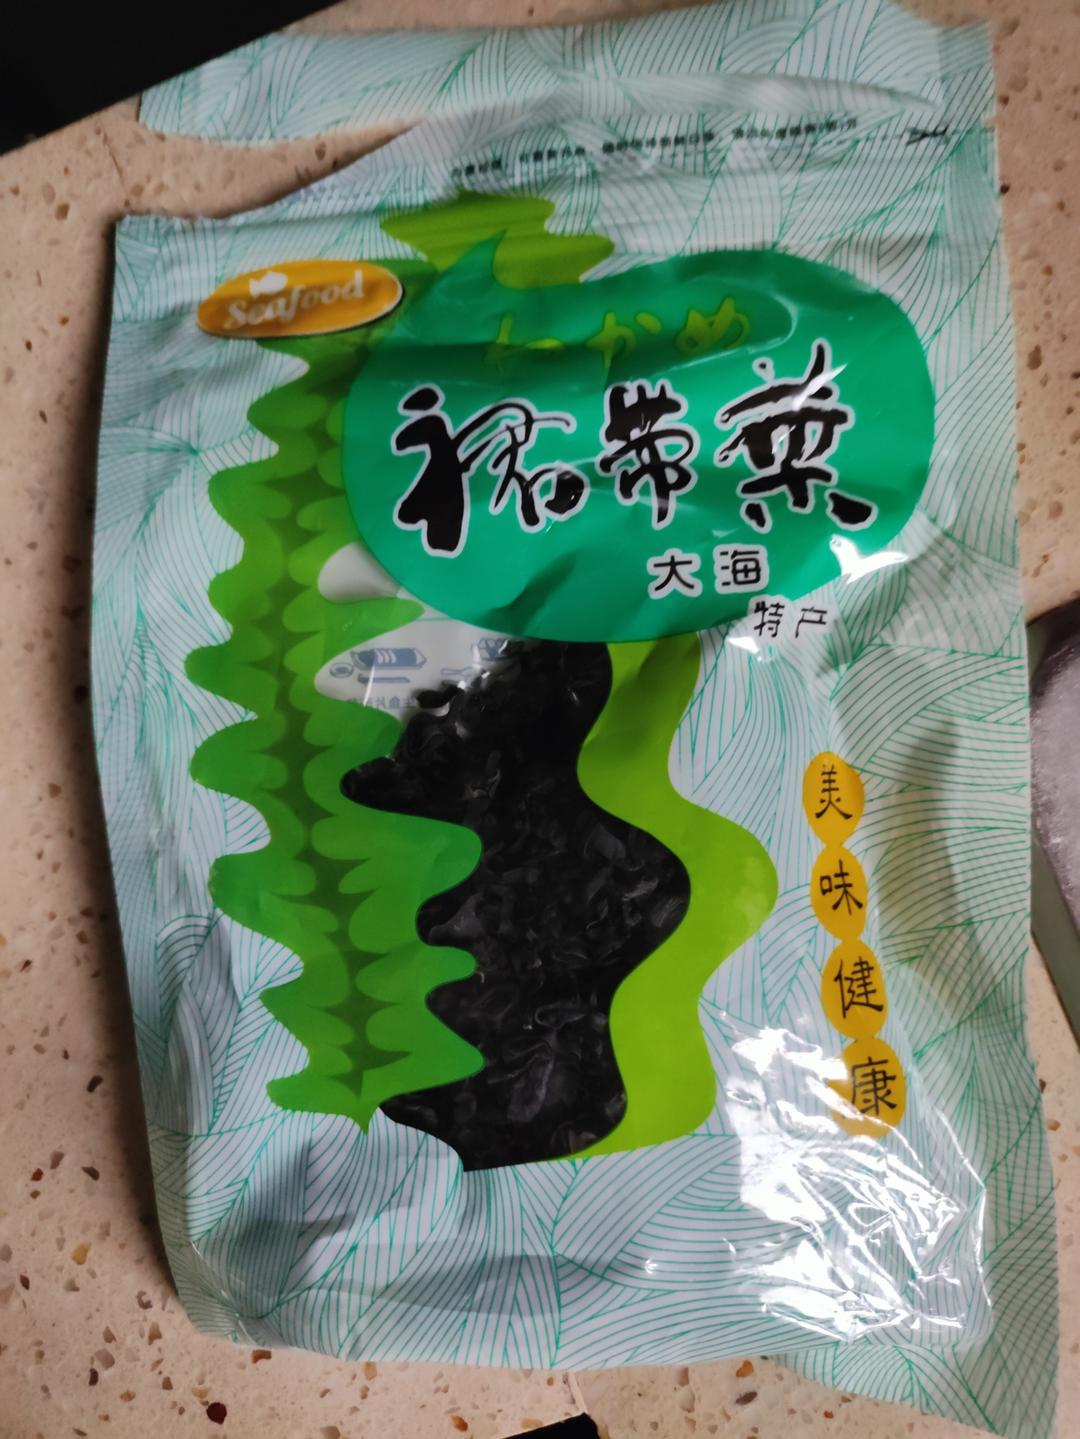 Seafood
わかめ
裙带菜
大海
特产
美
味
健
康